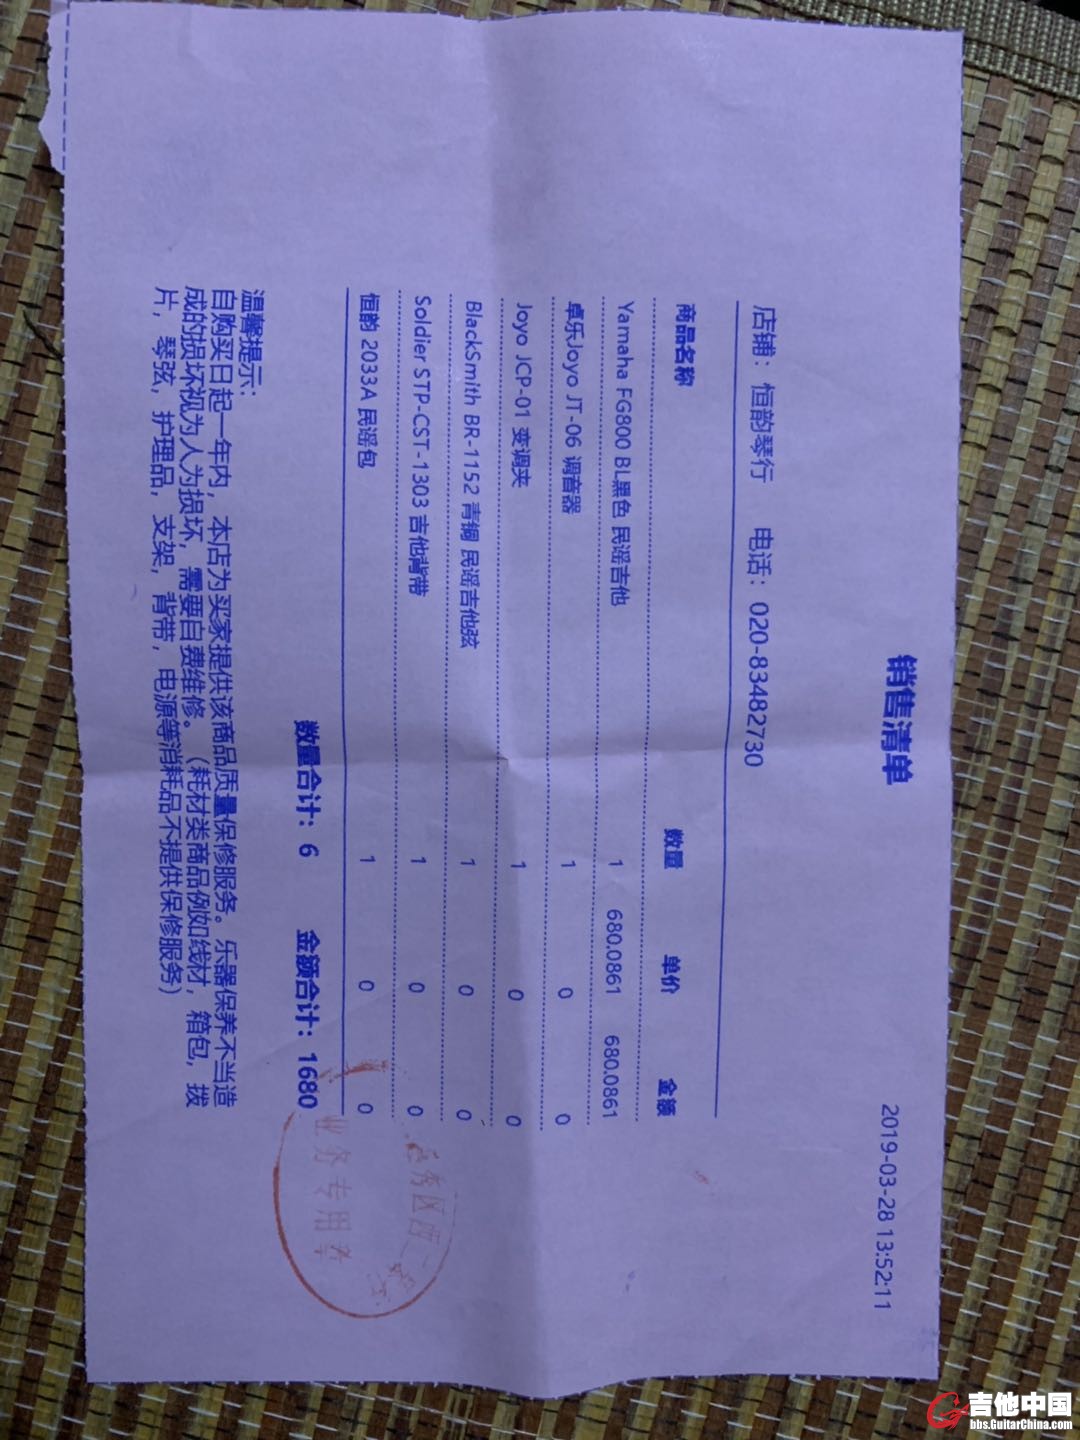 销售清单
2019-03-28 13:52:11
店铺：恒韵琴行 电话：020-83482730
商品名称 数量 单价 金额
Yamaha FG800 BL黑色 民谣吉他 1 680.0861 680.0861
卓乐Joyo JT-06 调音器 1 0 0
Joyo JCP-01 变调夹 1 0 0
BlackSmith BR-1152 青铜 民谣吉他弦 1 0 0
Soldier STP-CST-1303 吉他背带 1 0 0
恒韵 2033A 民谣包 1 0 0
数量合计：6 金额合计：1680
温馨提示：
自购买日起一年内，本店为买家提供该商品质量保修服务。乐器保养不当造
成的损坏视为人为损坏，需要自费维修。（耗材类商品例如线材，箱包，拨
片，琴弦，护理品，支架，背带，电源等消耗品不提供保修服务）
秀区西
业务专用章
吉他中国
bbs.GuitarChina.com